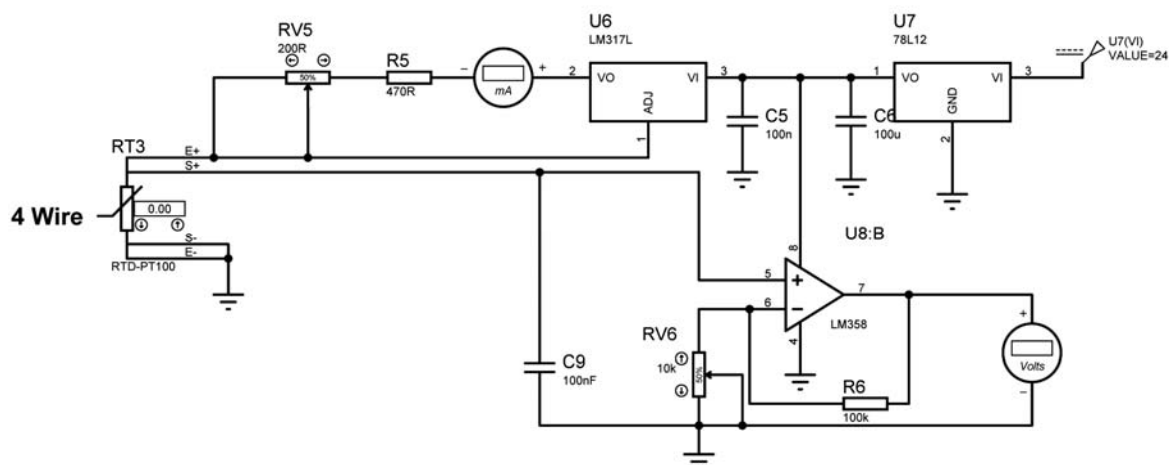 U6
LM317L
U7
78L12
U7(VI)
VALUE=24
RV5
200R
50%
R5
470R
−
+
mA
2
VO
VI
3
ADJ
1
1
VO
VI
3
GND
2
C5
100n
C6
100u
RT3
E+
S+
4 Wire
0.00
S-
E-
RTD-PT100
U8:B
8
5
+
7
6
−
LM358
4
RV6
10k
50%
C9
100nF
R6
100k
+
Volts
−